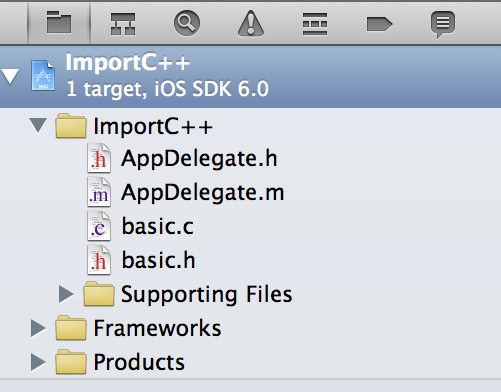 ImportC++
1 target, iOS SDK 6.0
ImportC++
.h AppDelegate.h
.m AppDelegate.m
.c basic.c
.h basic.h
Supporting Files
Frameworks
Products